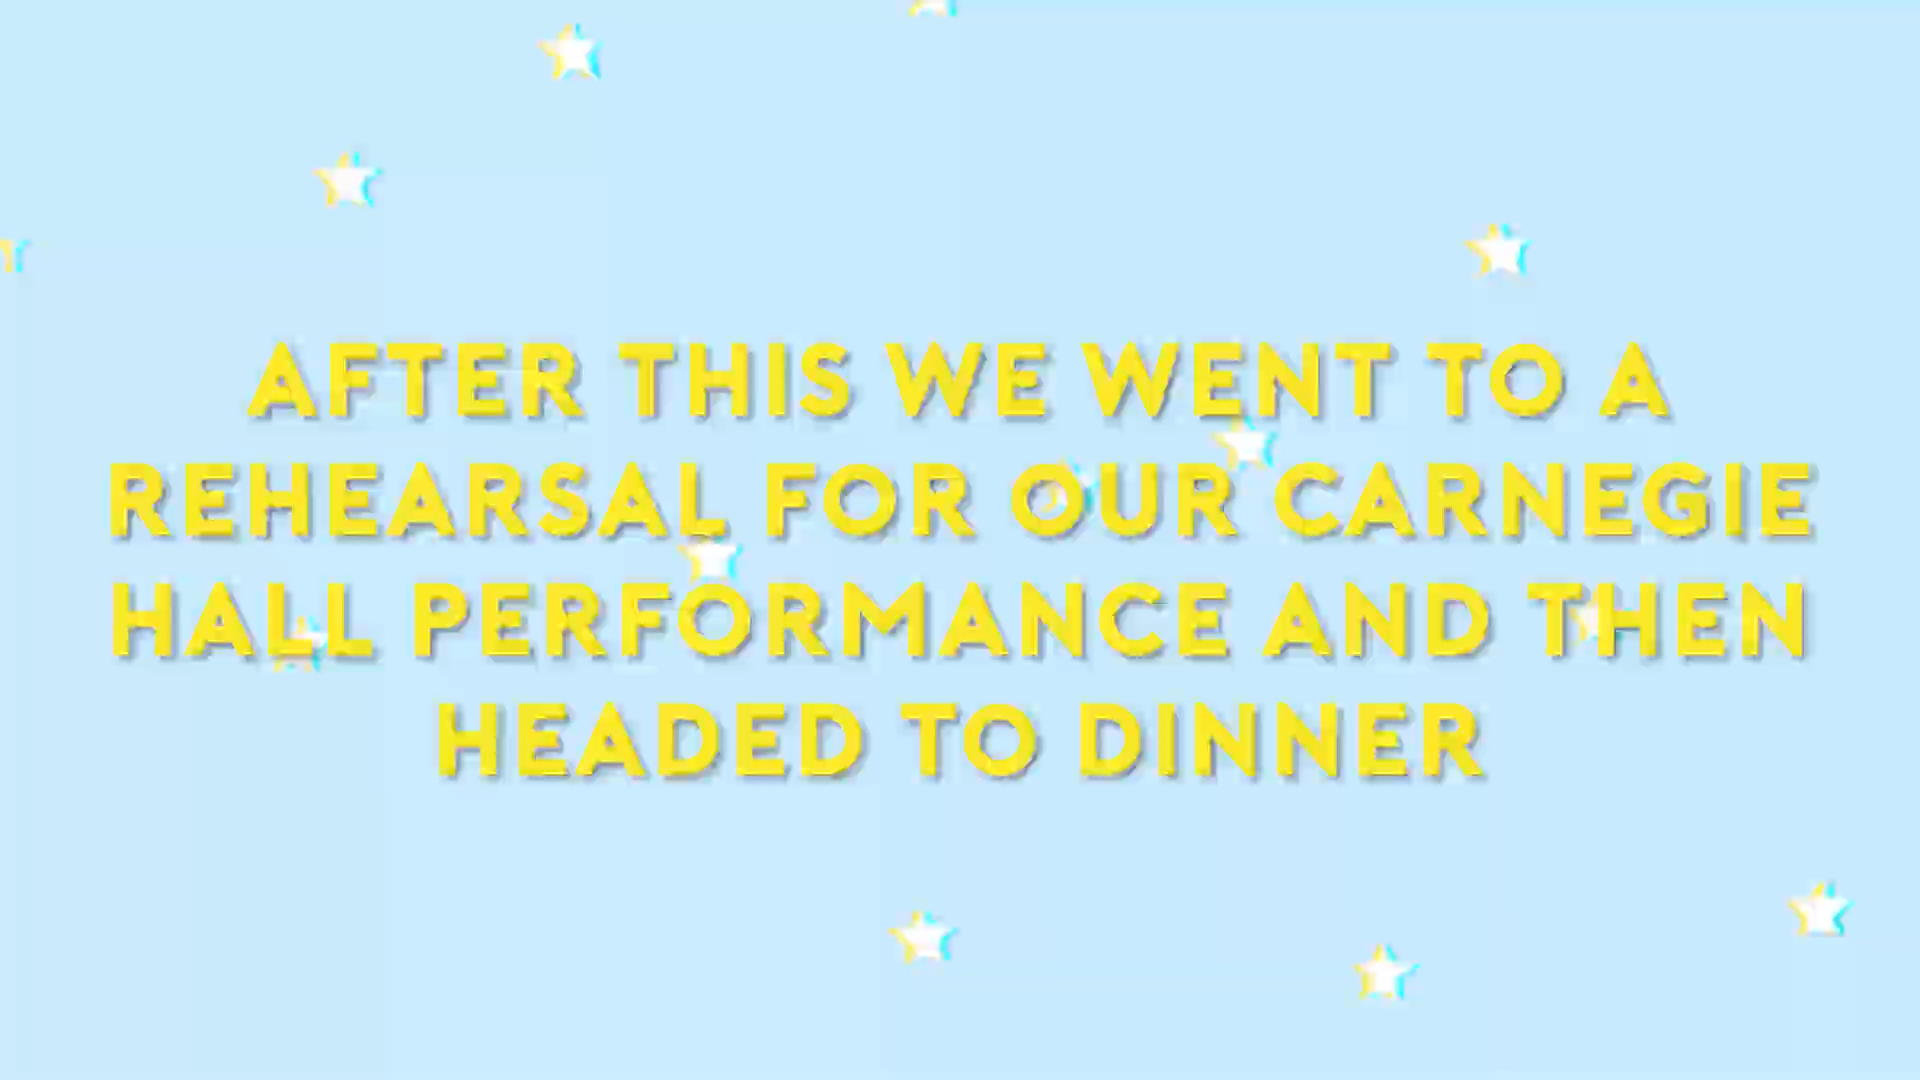 AFTER THIS WE WENT TO A
REHEARSAL FOR OUR CARNEGIE
HALL PERFORMANCE AND THEN
HEADED TO DINNER